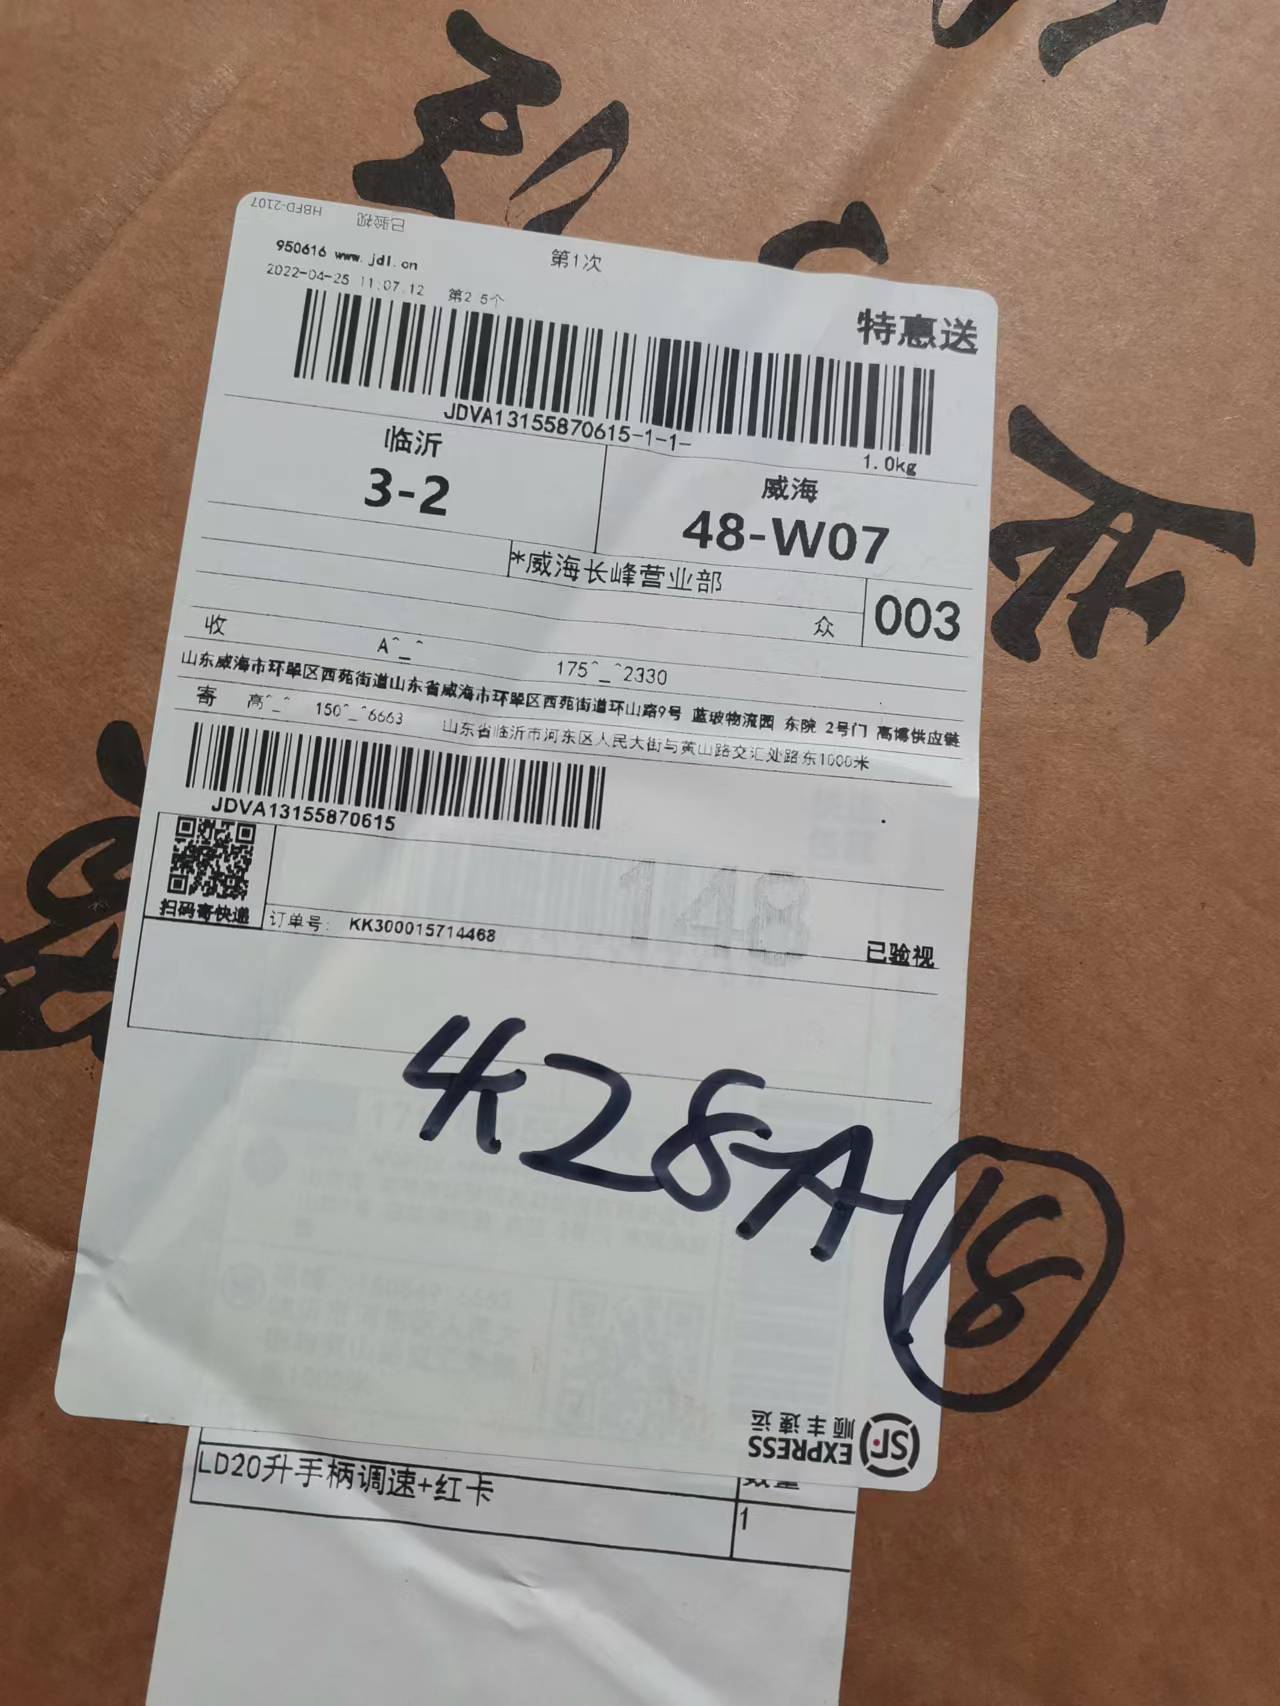 HBFD-2107 已验视
950616 www.jdl.cn 第1次
2022-04-25 11:07:12 第2 5个
特惠送
JDVA13155870615-1-1-
1.0kg
临沂 威海
3-2 48-W07
*威海长峰营业部
众 003
收 A^_^ 175^_^2330
山东威海市环翠区西苑街道山东省威海市环翠区西苑街道环山路9号 蓝玻物流园 东院 2号门 高博供应链
寄 高^_^ 150^_^6663 山东省临沂市河东区人民大街与黄山路交汇处路东1000米
JDVA13155870615
148
扫码寄快递 订单号: KK300015714468 已验视
4K28A 18
SF EXPRESS
顺丰速运
数量
LD20升手柄调速+红卡 1